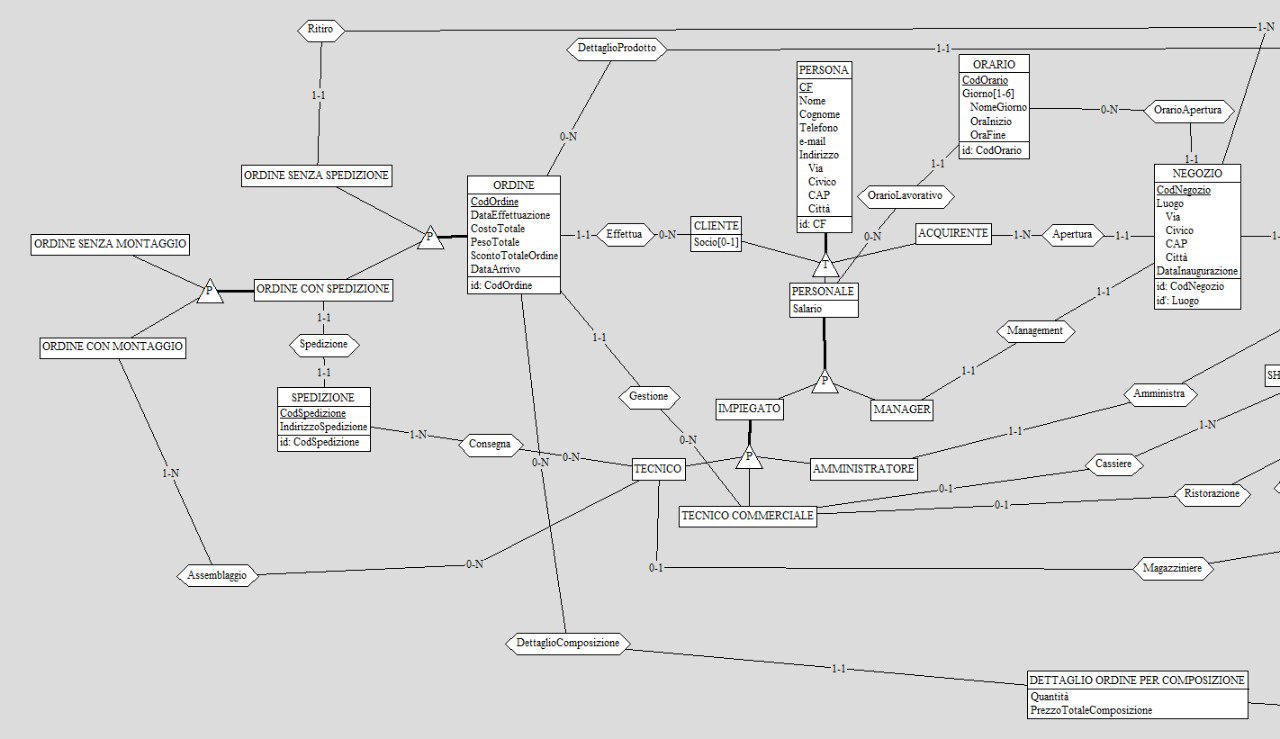 ORDINE SENZA MONTAGGIO
ORDINE CON MONTAGGIO
P
1-N
Assemblaggio
0-N
ORDINE SENZA SPEDIZIONE
ORDINE CON SPEDIZIONE
P
1-1
Ritiro
1-1
Spedizione
1-1
SPEDIZIONE
CodSpedizione
IndirizzoSpedizione
id: CodSpedizione
1-N
Consegna
0-N
ORDINE
CodOrdine
DataEffettuazione
CostoTotale
PesoTotale
ScontoTotaleOrdine
DataArrivo
id: CodOrdine
0-N
DettaglioProdotto
1-1
0-N
DettaglioComposizione
1-1
1-1
Effettua
0-N
CLIENTE
Socio[0-1]
1-1
Gestione
0-N
TECNICO
0-1
TECNICO COMMERCIALE
P
IMPIEGATO
AMMINISTRATORE
P
MANAGER
PERSONALE
Salario
T
PERSONA
CF
Nome
Cognome
Telefono
e-mail
Indirizzo
Via
Civico
CAP
Città
id: CF
0-N
OrarioLavorativo
1-1
ACQUIRENTE
ORARIO
CodOrario
Giorno[1-6]
NomeGiorno
OraInizio
OraFine
id: CodOrario
0-N
OrarioApertura
1-1
1-N
Apertura
1-1
1-1
Management
1-1
NEGOZIO
CodNegozio
Luogo
Via
Civico
CAP
Città
DataInaugurazione
id: CodNegozio
id': Luogo
1-N
1-1
Amministra
0-1
Cassiere
1-N
0-1
Ristorazione
Magazziniere
DETTAGLIO ORDINE PER COMPOSIZIONE
Quantità
PrezzoTotaleComposizione
SH
1-